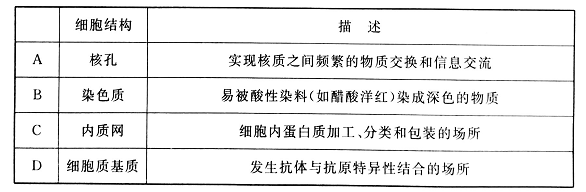 细胞结构 描 述
A 核孔 实现核质之间频繁的物质交换和信息交流
B 染色质 易被酸性染料(如醋酸洋红)染成深色的物质
C 内质网 细胞内蛋白质加工、分类和包装的场所
D 细胞质基质 发生抗体与抗原特异性结合的场所